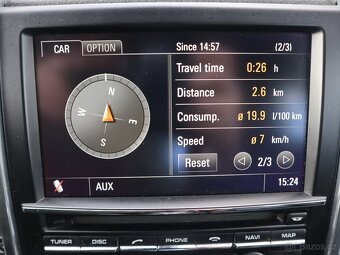 CAR OPTION Since 14:57 (2/3)
Travel time 0:26 h
Distance 2.6 km
Consump. ø 19.9 l/100 km
Speed ø 7 km/h
Reset 2/3
N
W E
S
AUX 15:24
TUNER DISC PHONE NAVI MAP